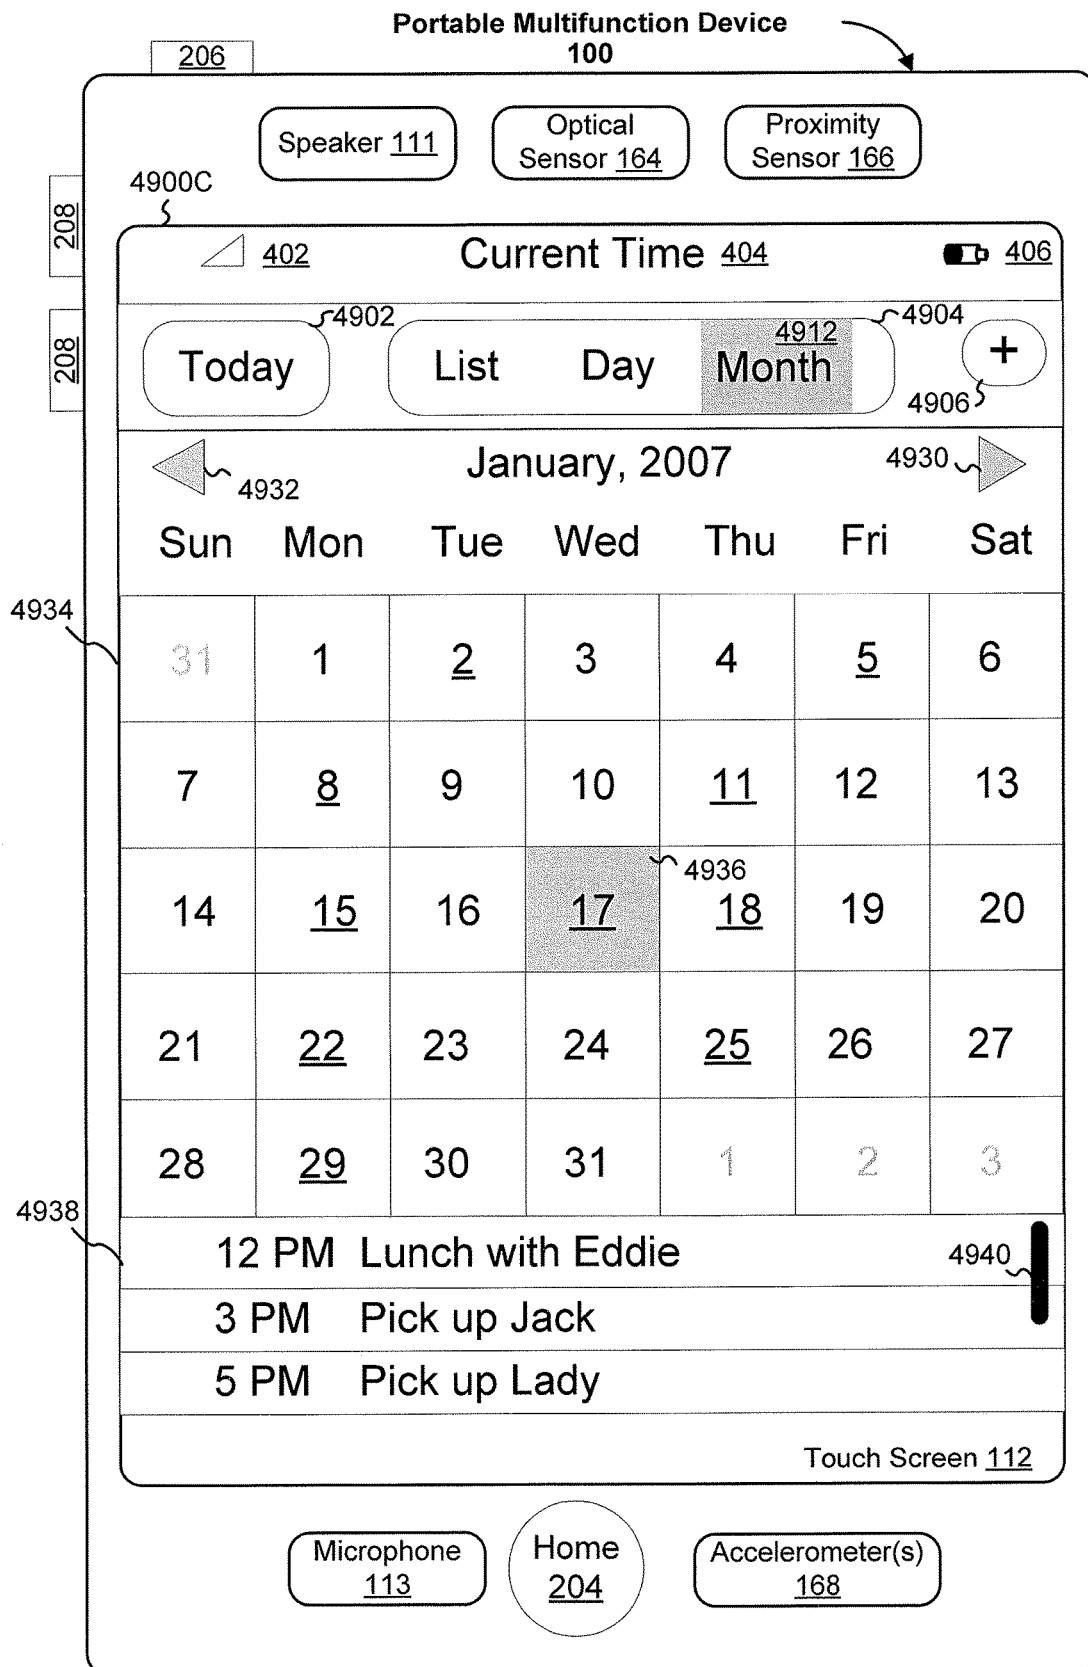 Portable Multifunction Device
100
206
Speaker 111
Optical
Sensor 164
Proximity
Sensor 166
4900C
208
402
Current Time 404
406
208
4902
4904
Today
List
Day
4912
Month
+
4906
4932
January, 2007
4930
Sun Mon Tue Wed Thu Fri Sat
4934
31 1 2 3 4 5 6
7 8 9 10 11 12 13
4936
14 15 16 17 18 19 20
21 22 23 24 25 26 27
28 29 30 31 1 2 3
4938
12 PM Lunch with Eddie
4940
3 PM Pick up Jack
5 PM Pick up Lady
Touch Screen 112
Microphone
113
Home
204
Accelerometer(s)
168